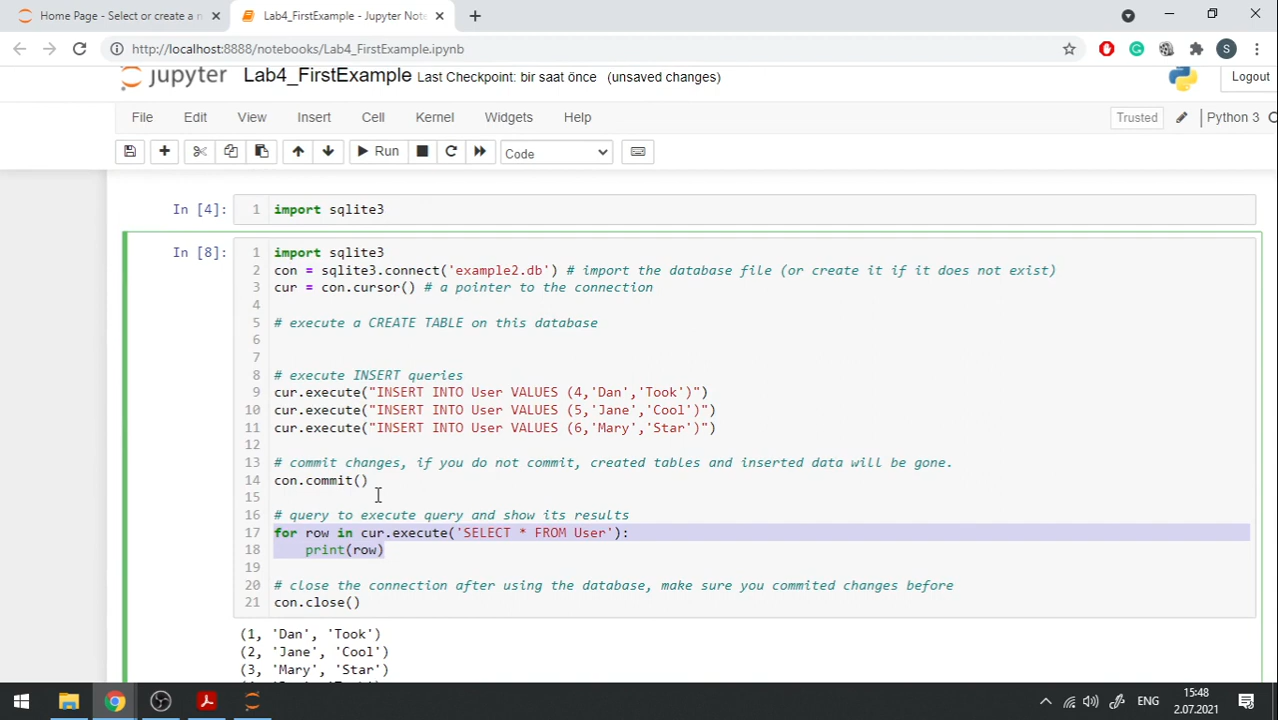 Home Page - Select or create a n
Lab4_FirstExample - Jupyter Note
http://localhost:8888/notebooks/Lab4_FirstExample.ipynb
S
jupyter Lab4_FirstExample Last Checkpoint: bir saat önce (unsaved changes)
Logout
File Edit View Insert Cell Kernel Widgets Help
Trusted
Python 3
Run
Code
In [4]:
1 import sqlite3
In [8]:
1 import sqlite3
2 con = sqlite3.connect('example2.db') # import the database file (or create it if it does not exist)
3 cur = con.cursor() # a pointer to the connection
4
5 # execute a CREATE TABLE on this database
6
7
8 # execute INSERT queries
9 cur.execute("INSERT INTO User VALUES (4,'Dan','Took')")
10 cur.execute("INSERT INTO User VALUES (5,'Jane','Cool')")
11 cur.execute("INSERT INTO User VALUES (6,'Mary','Star')")
12
13 # commit changes, if you do not commit, created tables and inserted data will be gone.
14 con.commit()
15
16 # query to execute query and show its results
17 for row in cur.execute('SELECT * FROM User'):
18 print(row)
19
20 # close the connection after using the database, make sure you commited changes before
21 con.close()
(1, 'Dan', 'Took')
(2, 'Jane', 'Cool')
(3, 'Mary', 'Star')
ENG
15:48
2.07.2021